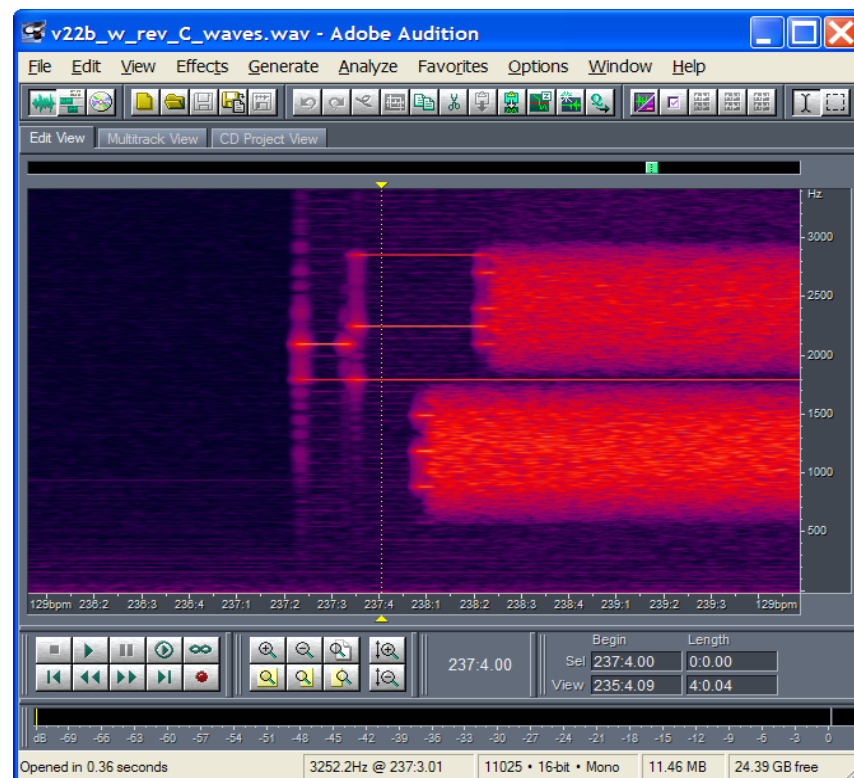 v22b_w_rev_C_waves.wav - Adobe Audition
File Edit View Effects Generate Analyze Favorites Options Window Help
Edit View Multitrack View CD Project View
Hz
3000
2500
2000
1500
1000
500
129bpm 236:2 236:3 236:4 237:1 237:2 237:3 237:4 238:1 238:2 238:3 238:4 239:1 239:2 239:3 129bpm
Begin Length
237:4.00
Sel 237:4.00 0:0.00
View 235:4.09 4:0.04
dB -69 -66 -63 -60 -57 -54 -51 -48 -45 -42 -39 -36 -33 -30 -27 -24 -21 -18 -15 -12 -9 -6 -3 0
Opened in 0.36 seconds 3252.2Hz @ 237:3.01 11025 • 16-bit • Mono 11.46 MB 24.39 GB free